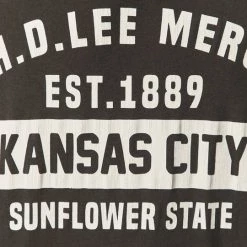 H.D.LEE MERC
EST.1889
KANSAS CITY
SUNFLOWER STATE